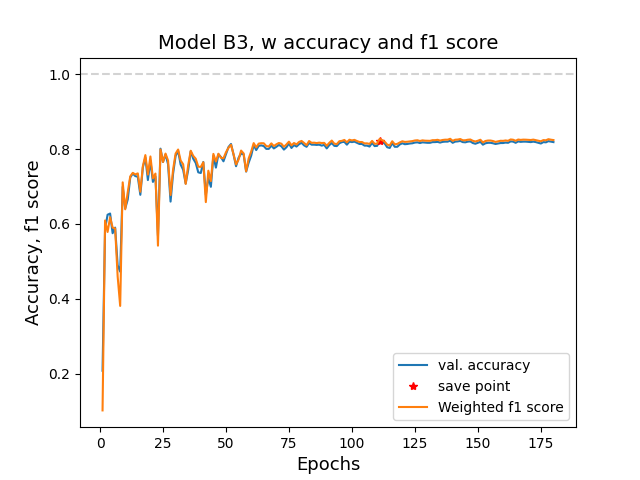 Model B3, w accuracy and f1 score
1.0
0.8
0.6
0.4
0.2
Accuracy, f1 score
0 25 50 75 100 125 150 175
Epochs
val. accuracy
save point
Weighted f1 score